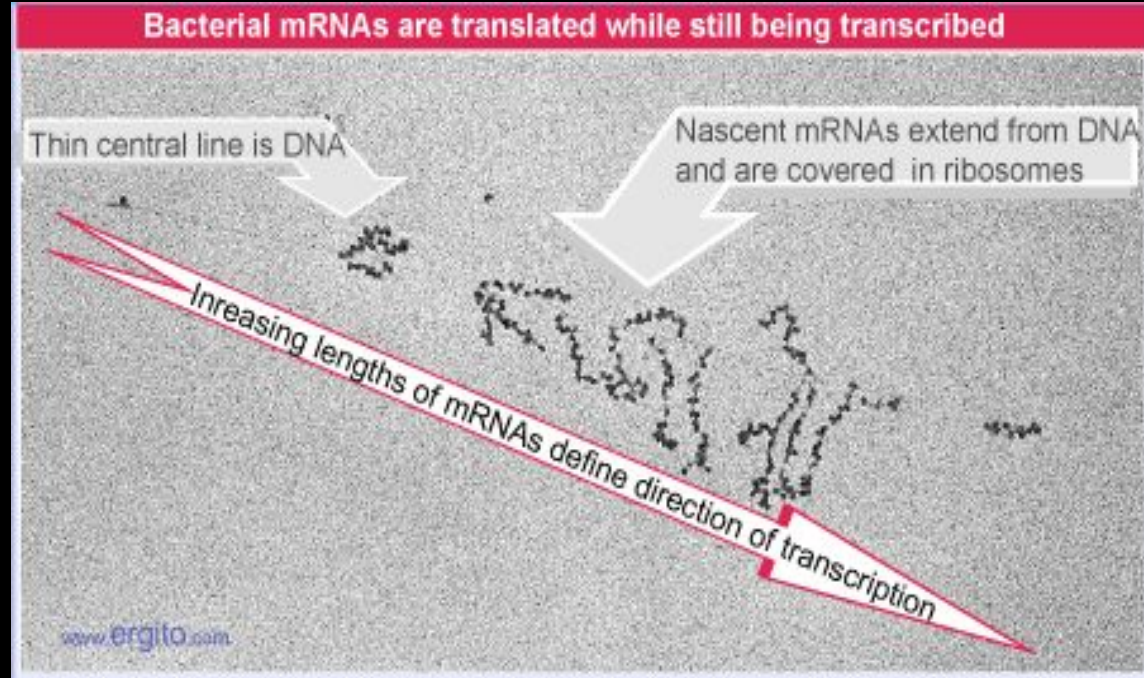 Bacterial mRNAs are translated while still being transcribed
Thin central line is DNA
Nascent mRNAs extend from DNA
and are covered in ribosomes
Inreasing lengths of mRNAs define direction of transcription
www.ergito.com